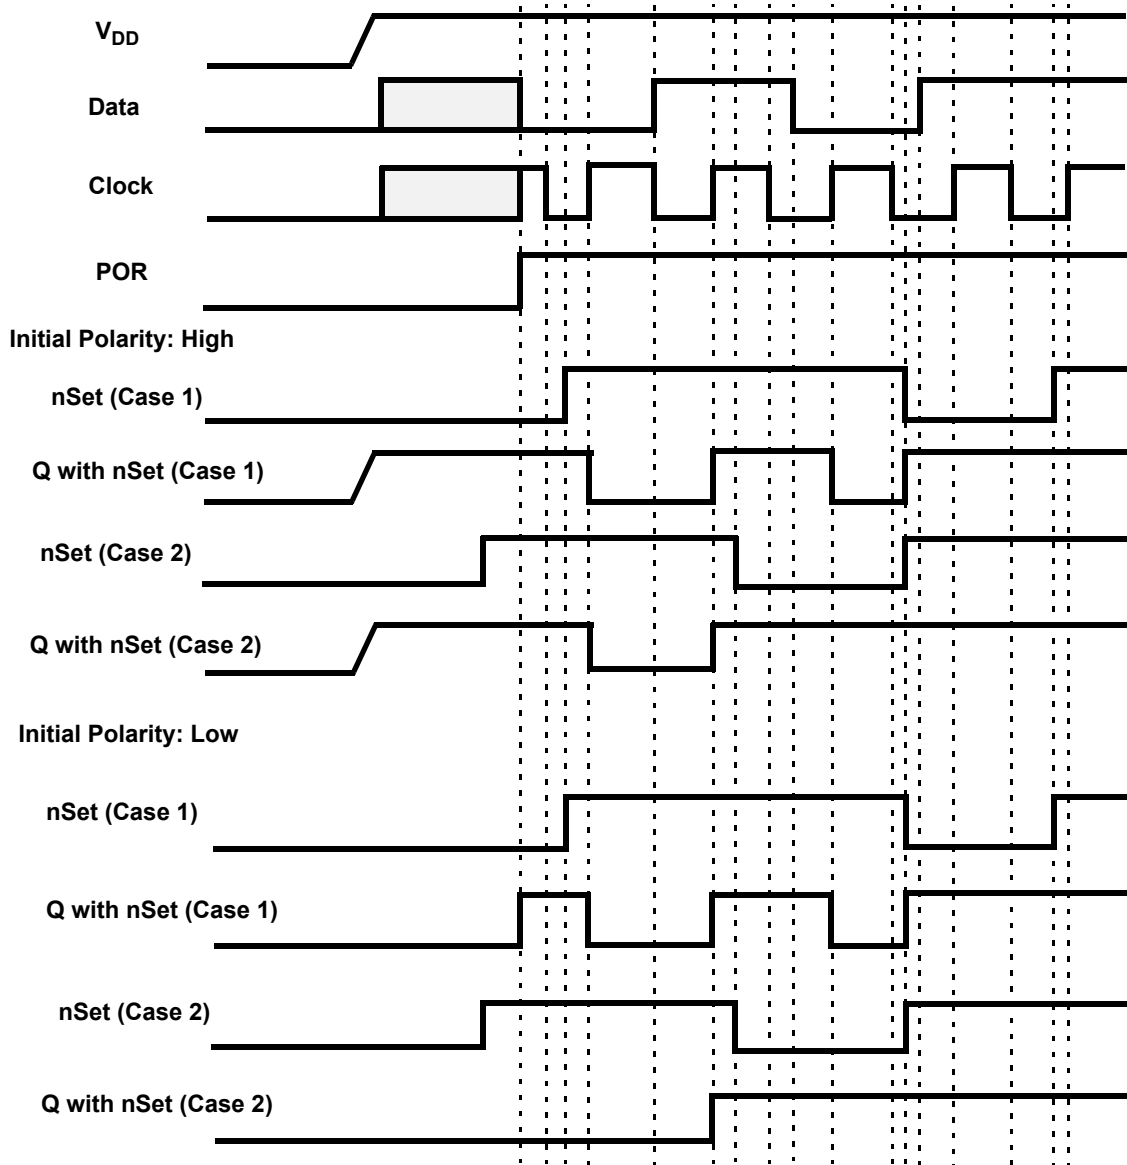 VDD
Data
Clock
POR
Initial Polarity: High
nSet (Case 1)
Q with nSet (Case 1)
nSet (Case 2)
Q with nSet (Case 2)
Initial Polarity: Low
nSet (Case 1)
Q with nSet (Case 1)
nSet (Case 2)
Q with nSet (Case 2)